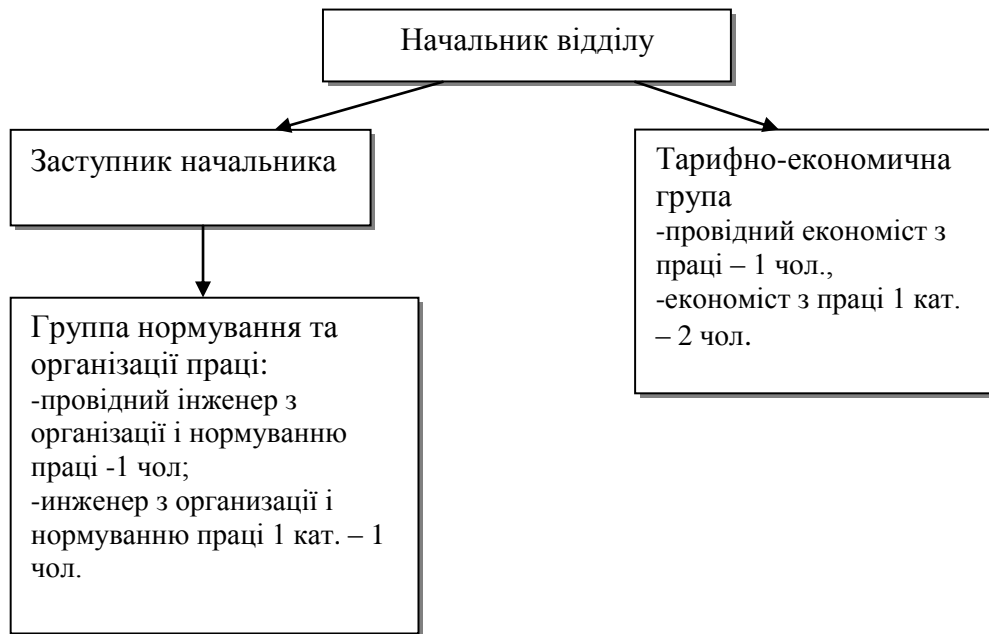 Начальник відділу
Заступник начальника
Тарифно-економична
група
-провідний економіст з
праці – 1 чол.,
-економіст з праці 1 кат.
– 2 чол.
Группа нормування та
організації праці:
-провідний інженер з
організації і нормуванню
праці -1 чол;
-инженер з организації і
нормуванню праці 1 кат. – 1
чол.